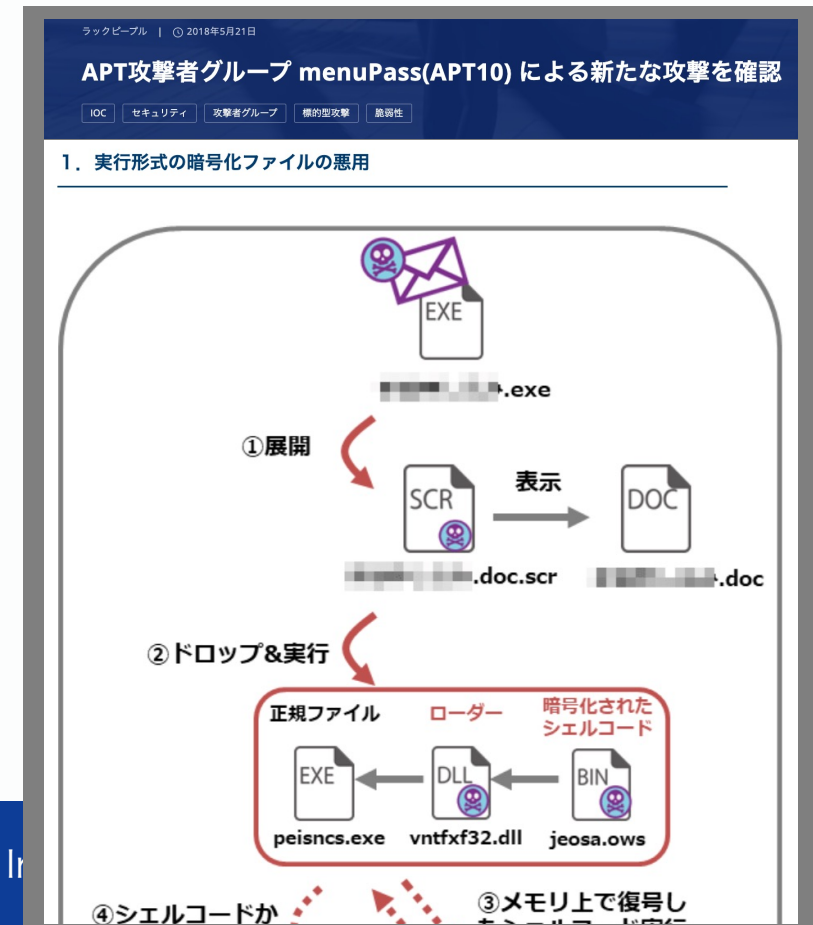 ラックピープル | 2018年5月21日
APT攻撃者グループ menuPass(APT10) による新たな攻撃を確認
IOC セキュリティ 攻撃者グループ 標的型攻撃 脆弱性
1．実行形式の暗号化ファイルの悪用
EXE
.exe
①展開
SCR
表示
DOC
.doc.scr
.doc
②ドロップ&実行
正規ファイル
ローダー
暗号化された
シェルコード
EXE
DLL
BIN
peisncs.exe
vntfxf32.dll
jeosa.ows
④シェルコードか
③メモリ上で復号し